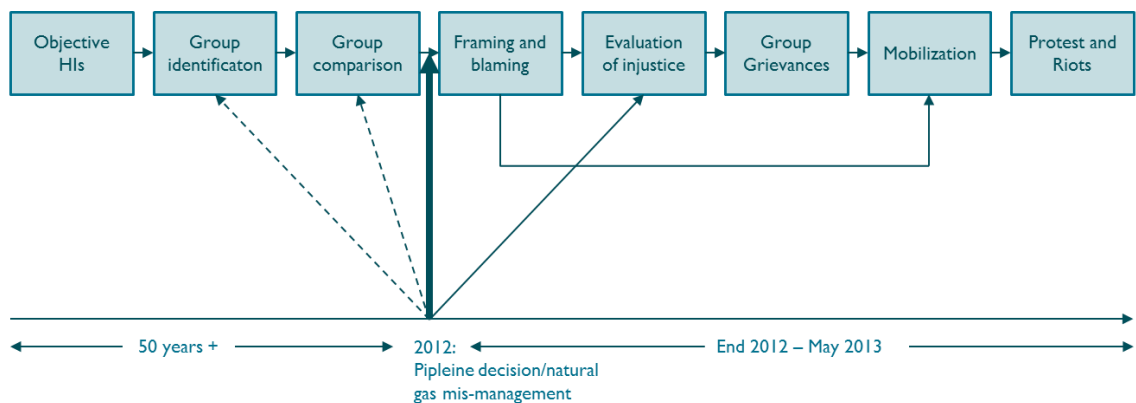 Objective
HIs
Group
identificaton
Group
comparison
Framing and
blaming
Evaluation
of injustice
Group
Grievances
Mobilization
Protest and
Riots
50 years +
2012:
Pipleine decision/natural
gas mis-management
End 2012 – May 2013